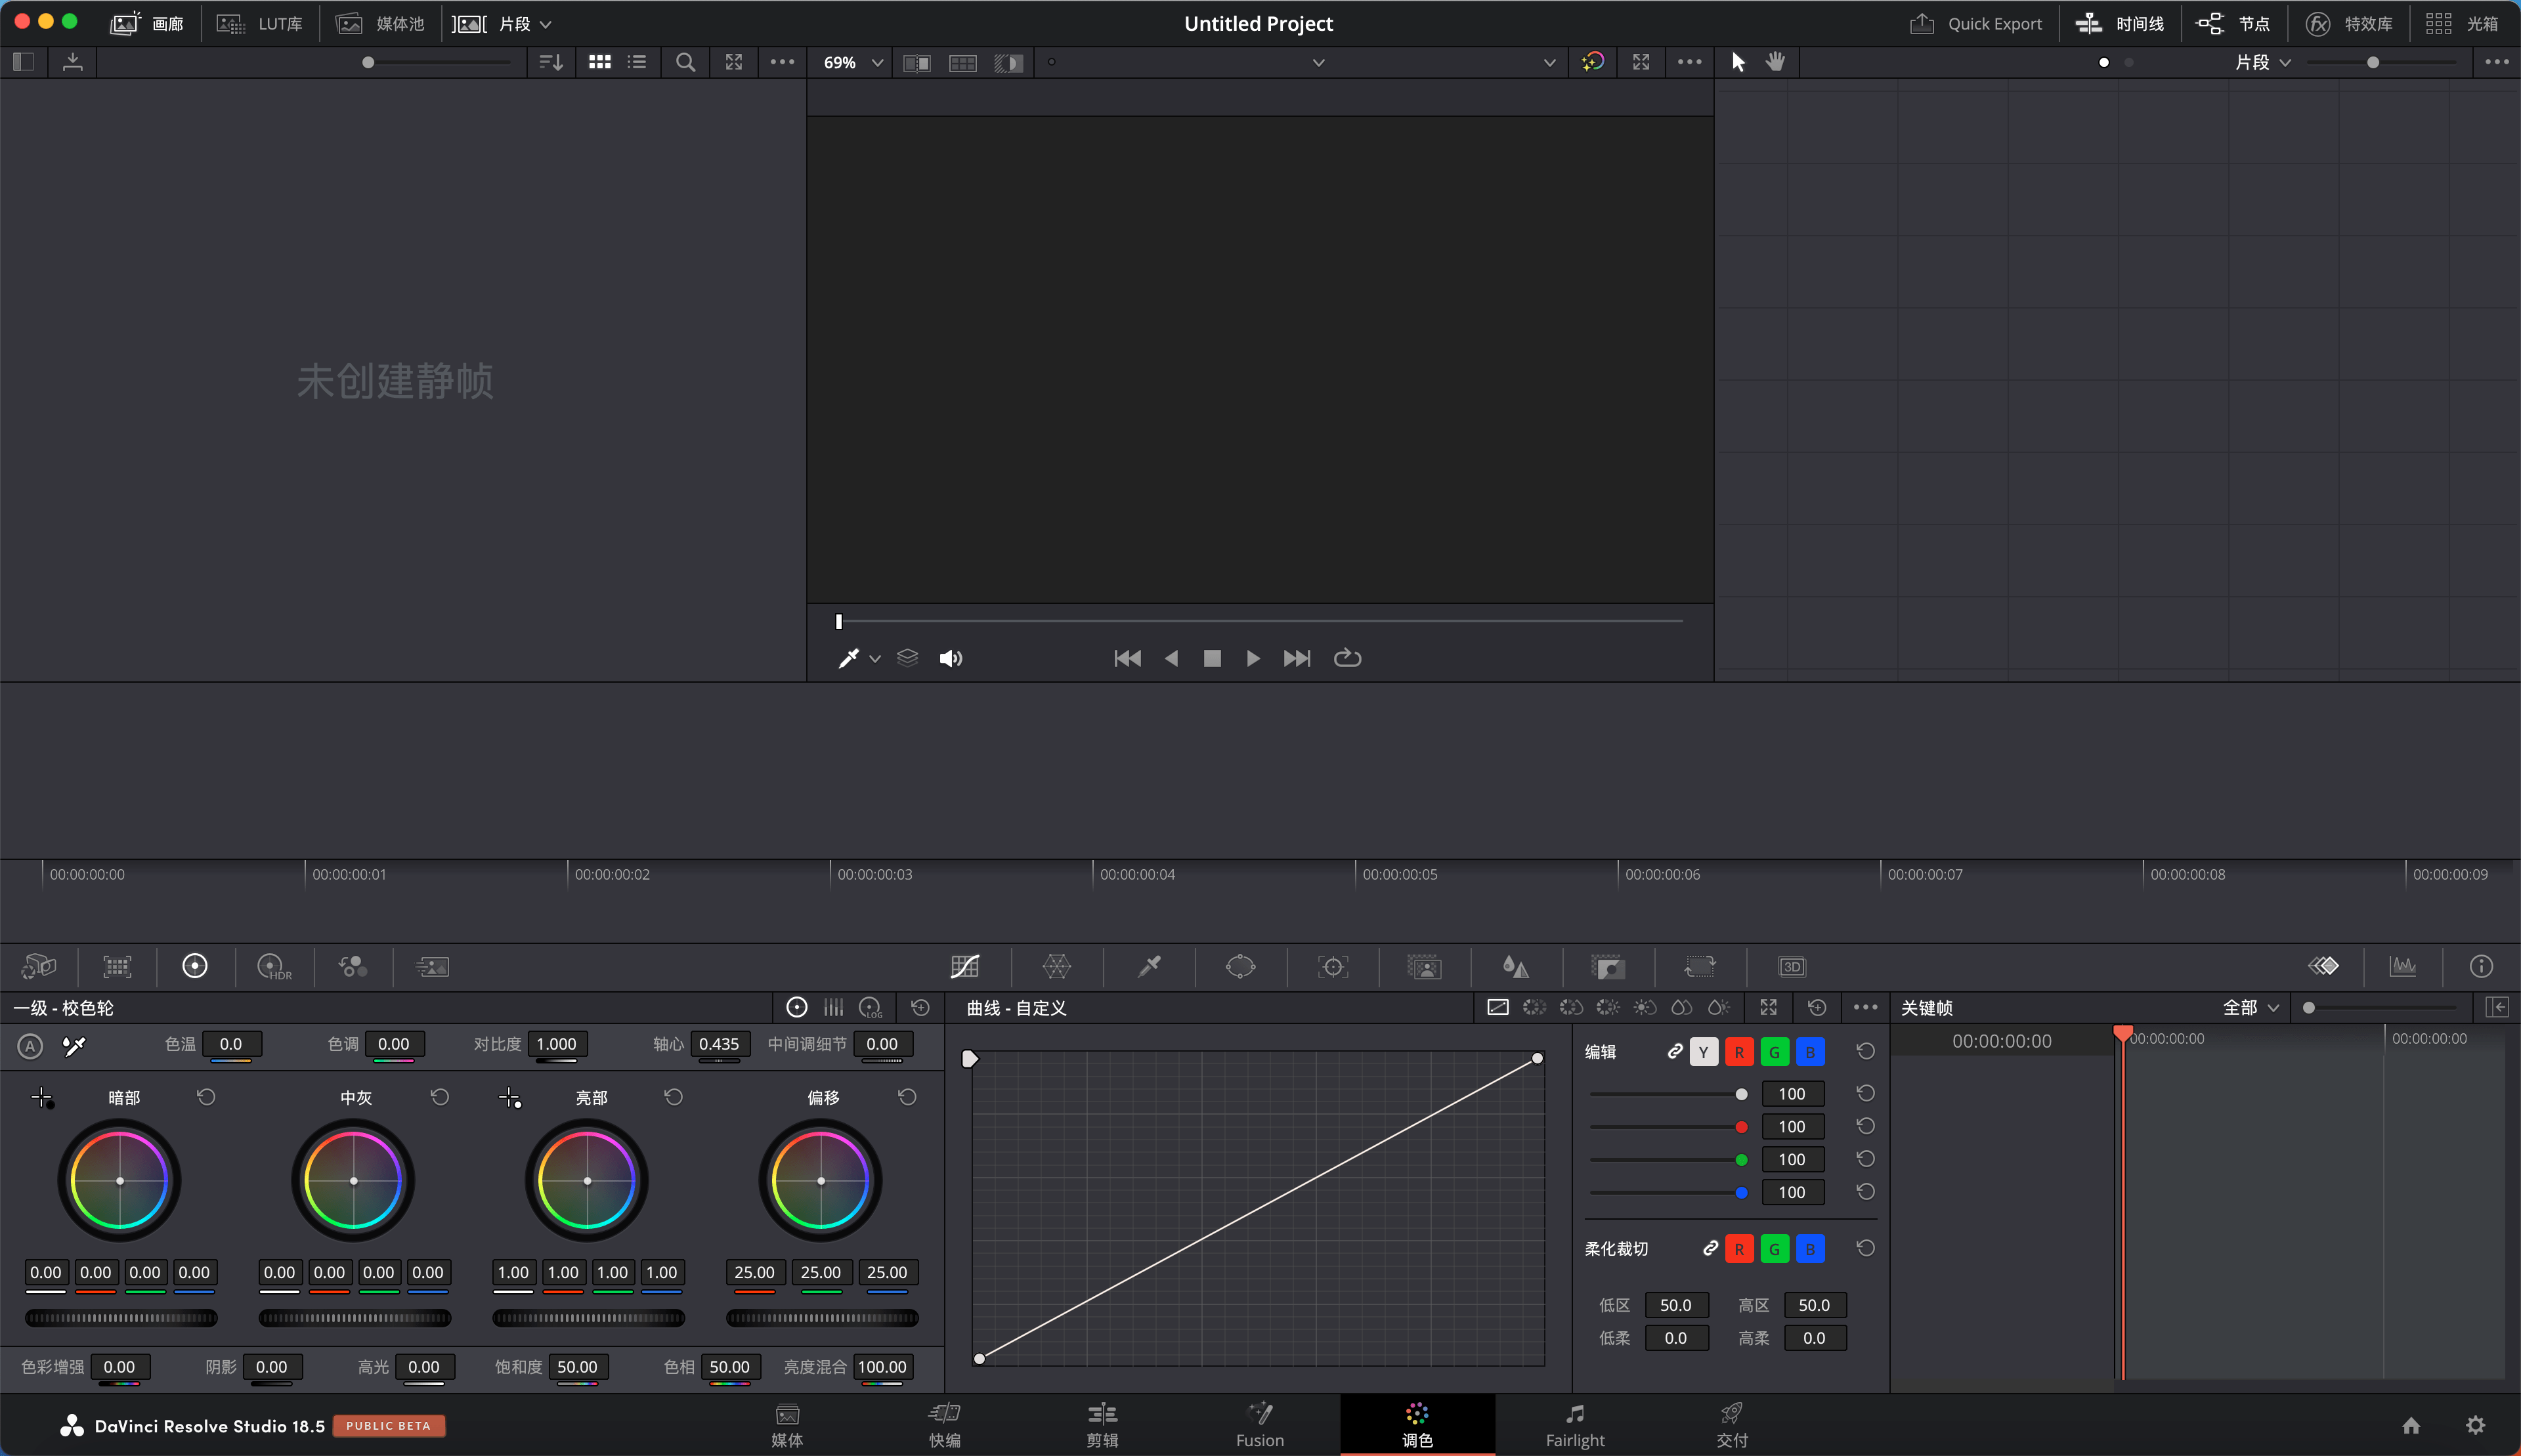 画廊 LUT库 媒体池 片段 Untitled Project Quick Export 时间线 节点 特效库 光箱
69% 片段
未创建静帧
00:00:00:00 00:00:00:01 00:00:00:02 00:00:00:03 00:00:00:04 00:00:00:05 00:00:00:06 00:00:00:07 00:00:00:08 00:00:00:09
HDR 3D
一级 - 校色轮 LOG 曲线 - 自定义 关键帧 全部
A 色温 0.0 色调 0.00 对比度 1.000 轴心 0.435 中间调细节 0.00
暗部 中灰 亮部 偏移
0.00 0.00 0.00 0.00 0.00 0.00 0.00 0.00 1.00 1.00 1.00 1.00 25.00 25.00 25.00
色彩增强 0.00 阴影 0.00 高光 0.00 饱和度 50.00 色相 50.00 亮度混合 100.00
编辑 Y R G B
100
100
100
100
柔化裁切 R G B
低区 50.0 高区 50.0
低柔 0.0 高柔 0.0
00:00:00:00 00:00:00:00 00:00:00:00
DaVinci Resolve Studio 18.5 PUBLIC BETA
媒体 快编 剪辑 Fusion 调色 Fairlight 交付